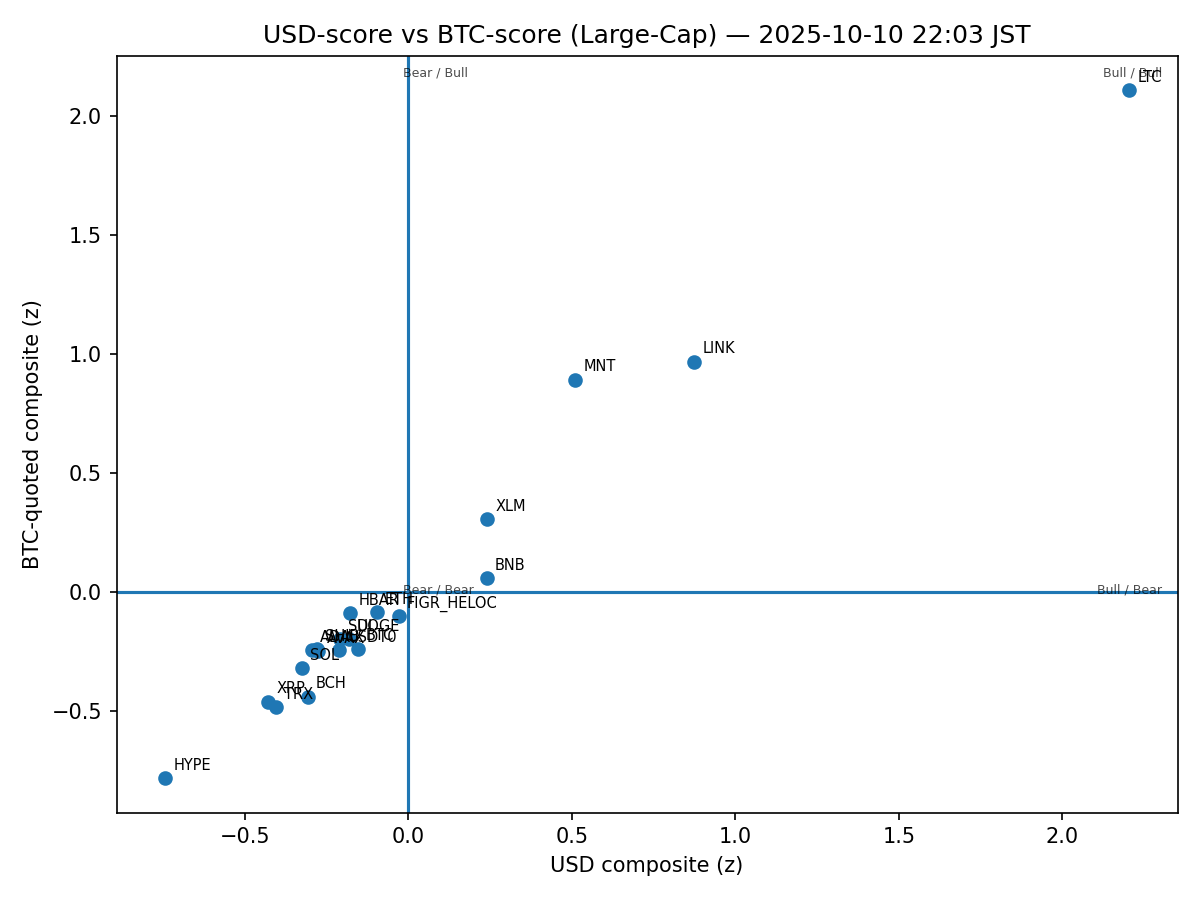 USD-score vs BTC-score (Large-Cap) — 2025-10-10 22:03 JST
Bear / Bull
Bull / Bull
LTC
2.0
1.5
1.0
0.5
0.0
−0.5
BTC-quoted composite (z)
LINK
MNT
XLM
BNB
Bear / Bear
Bull / Bear
HBAR
ETH
FIGR_HELOC
SUI
DOGE
SOL
BCH
XRP
TRX
HYPE
−0.5
0.0
0.5
1.0
1.5
2.0
USD composite (z)